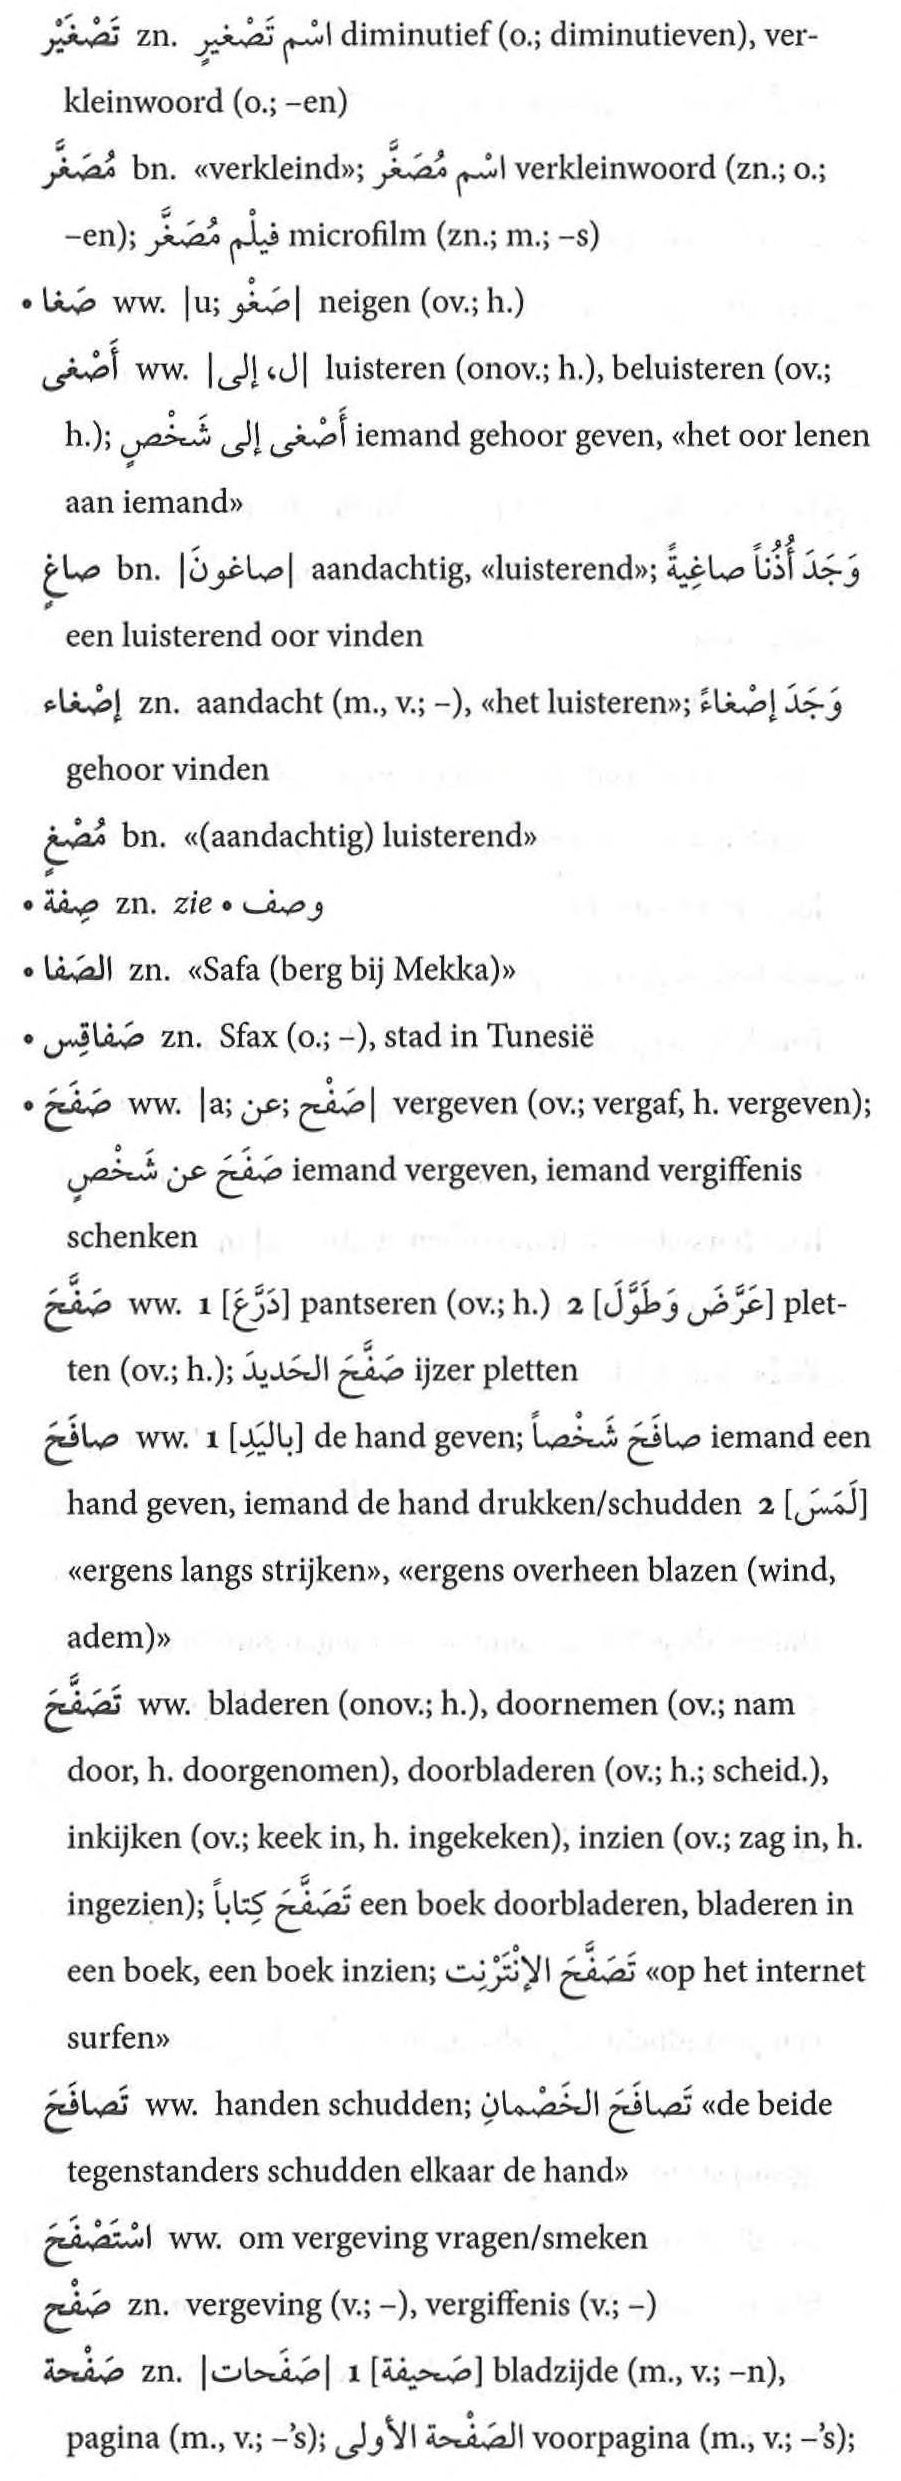 تَصْغَيْر zn. اسْم تَصْغيرٍ diminutief (o.; diminutieven), ver-
kleinwoord (o.; –en)
مُصَغَّر bn. «verkleind»; اسْم مُصَغَّر verkleinwoord (zn.; o.;
–en); فيلْم مُصَغَّر microfilm (zn.; m.; –s)
• صَغا ww. |u; صَغْو| neigen (ov.; h.)
أَصْغى ww. |ل، إلى| luisteren (onov.; h.), beluisteren (ov.;
h.); أَصْغى إلى شَخْصٍ iemand gehoor geven, «het oor lenen
aan iemand»
صاغٍ bn. |صاغونَ| aandachtig, «luisterend»; وَجَدَ أُذُناً صاغِيةً
een luisterend oor vinden
إصْغاء zn. aandacht (m., v.; –), «het luisteren»; وَجَدَ إصْغاءً
gehoor vinden
مُصْغٍ bn. «(aandachtig) luisterend»
• صِفة zn. zie • وصف
• الصَفا zn. «Safa (berg bij Mekka)»
• صَفاقِس zn. Sfax (o.; –), stad in Tunesië
• صَفَحَ ww. |a; عن; صَفْح| vergeven (ov.; vergaf, h. vergeven);
صَفَحَ عن شَخْصٍ iemand vergeven, iemand vergiffenis
schenken
صَفَّحَ ww. 1 [دَرَّعَ] pantseren (ov.; h.) 2 [عَرَّضَ وَطَوَّلَ] plet-
ten (ov.; h.); صَفَّحَ الحَديدَ ijzer pletten
صافَحَ ww. 1 [بِاليَدِ] de hand geven; صافَحَ شَخْصاً iemand een
hand geven, iemand de hand drukken/schudden 2 [لَمَسَ]
«ergens langs strijken», «ergens overheen blazen (wind,
adem)»
تَصَفَّحَ ww. bladeren (onov.; h.), doornemen (ov.; nam
door, h. doorgenomen), doorbladeren (ov.; h.; scheid.),
inkijken (ov.; keek in, h. ingekeken), inzien (ov.; zag in, h.
ingezien); تَصَفَّحَ كِتاباً een boek doorbladeren, bladeren in
een boek, een boek inzien; تَصَفَّحَ الإنْتَرْنِت «op het internet
surfen»
تَصافَحَ ww. handen schudden; تَصافَحَ الخَصْمانِ «de beide
tegenstanders schudden elkaar de hand»
اسْتَصْفَحَ ww. om vergeving vragen/smeken
صَفْح zn. vergeving (v.; –), vergiffenis (v.; –)
صَفْحة zn. |صَفَحات| 1 [صَحيفة] bladzijde (m., v.; –n),
pagina (m., v.; –’s); الصَفْحة الأولى voorpagina (m., v.; –’s);